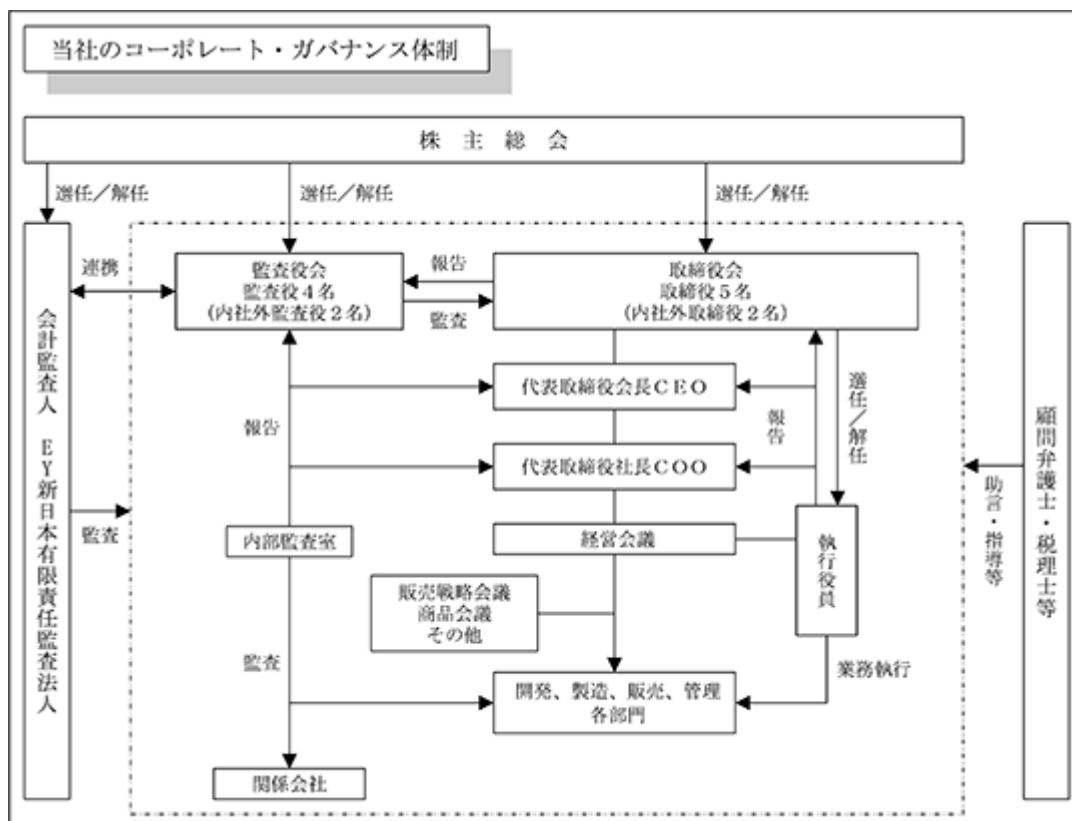 当社のコーポレート・ガバナンス体制
株主総会
選任／解任
選任／解任
選任／解任
会計監査人　ＥＹ新日本有限責任監査法人
連携
監査役会
監査役４名
(内社外監査役２名)
報告
監査
取締役会
取締役５名
(内社外取締役２名)
代表取締役会長ＣＥＯ
選任／解任
報告
報告
代表取締役社長ＣＯＯ
顧問弁護士・税理士等
助言・指導等
監査
内部監査室
経営会議
執行役員
販売戦略会議
商品会議
その他
監査
業務執行
開発、製造、販売、管理
各部門
関係会社